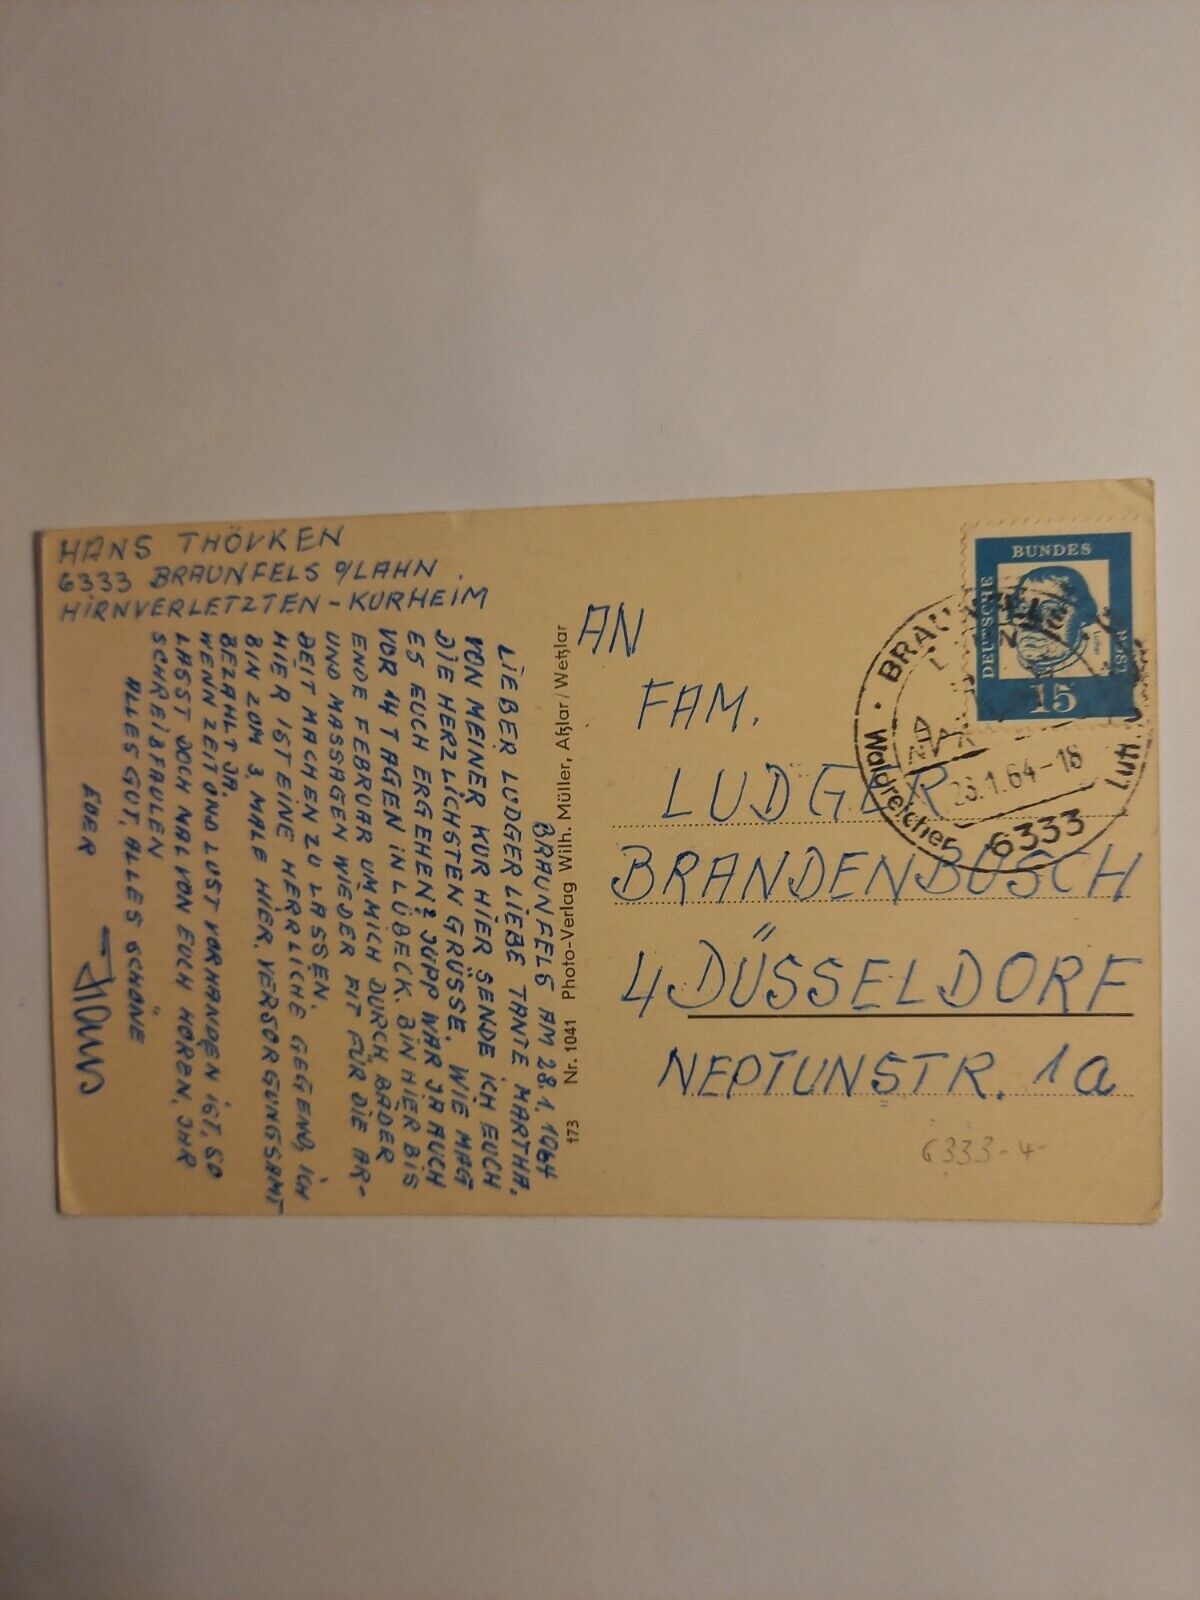 HANS THÖVKEN
6333 BRAUNFELS a/LAHN
HIRNVERLETZTEN-KURHEIM
BRAUNFELS AM 28.1.1964
LIEBER LUDGER LIEBE TANTE MARTHA.
VON MEINER KUR HIER SENDE ICH EUCH
DIE HERZLICHSTEN GRÜSSE. WIE MAG
ES EUCH ERGEHEN? JUPP WAR JA AUCH
VOR 14 TAGEN IN LÜBECK. BIN HIER BIS
ENDE FEBRUAR UM MICH DURCH BÄDER
UND MASSAGEN WIEDER FIT FÜR DIE AR-
BEIT MACHEN ZU LASSEN.
HIER IST EINE HERRLICHE GEGEND, ICH
BIN ZUM 3. MALE HIER. VERSORGUNGSAMT
BEZAHLT JA.
WENN ZEIT UND LUST VORHANDEN IST, SO
LASST DOCH MAL VON EUCH HÖREN, IHR
SCHREIBFAULEN
ALLES GUT, ALLES SCHÖNE
EUER
Hans
173 Nr. 1041 Photo-Verlag Wilh. Müller, Aßlar/Wetzlar
AN
FAM.
LUDGER
BRANDENBUSCH
4 DÜSSELDORF
NEPTUNSTR. 1a
6333-4-
DEUTSCHE
BUNDES
POST
15
Luther
Waldreicher
6333
.1.64-18